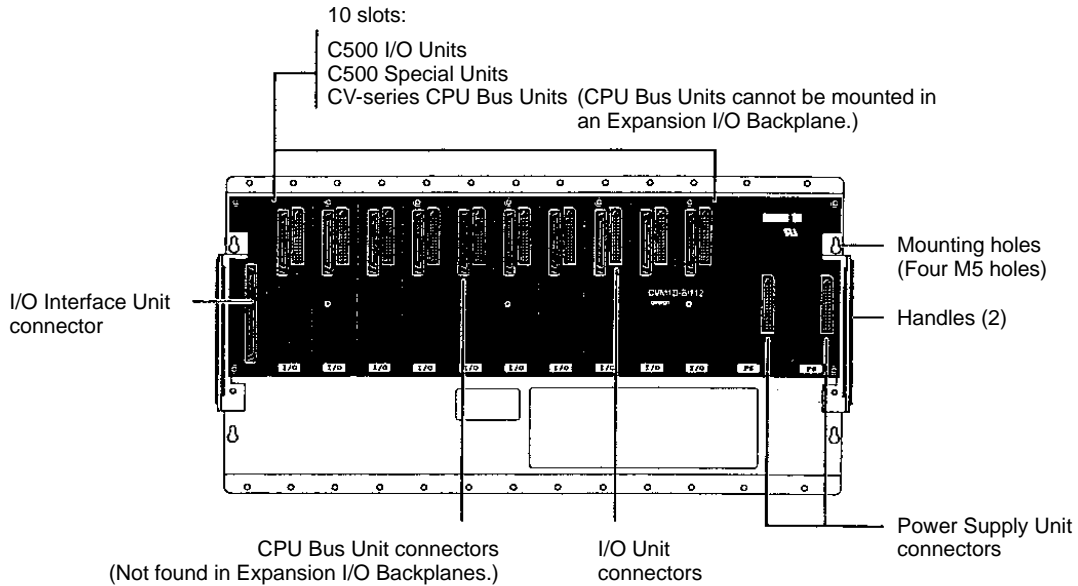 10 slots:
C500 I/O Units
C500 Special Units
CV-series CPU Bus Units (CPU Bus Units cannot be mounted in
an Expansion I/O Backplane.)
Mounting holes
(Four M5 holes)
I/O Interface Unit
connector
Handles (2)
I/O I/O I/O I/O I/O I/O I/O I/O I/O I/O PS PS
CPU Bus Unit connectors
(Not found in Expansion I/O Backplanes.)
I/O Unit
connectors
Power Supply Unit
connectors